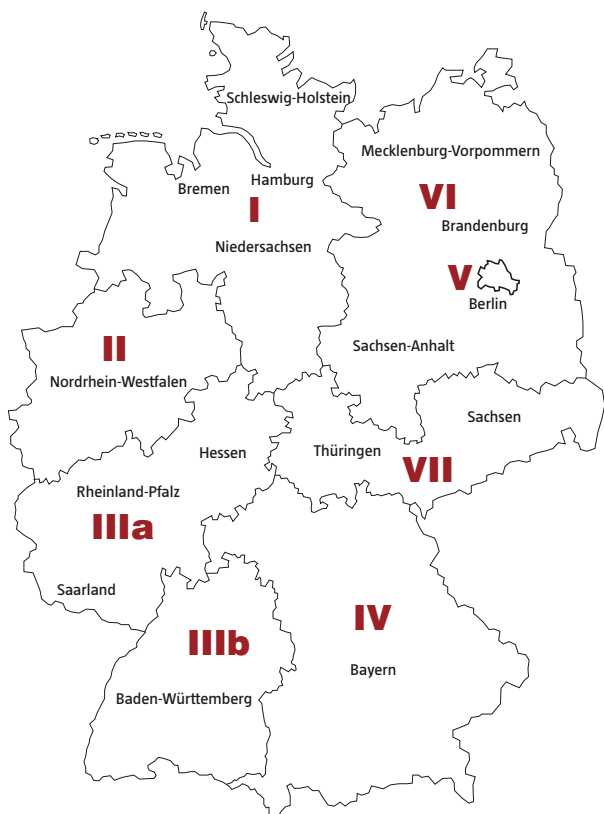 Schleswig-Holstein
Mecklenburg-Vorpommern
Hamburg
Bremen
I
VI
Brandenburg
Niedersachsen
V
Berlin
II
Sachsen-Anhalt
Nordrhein-Westfalen
Sachsen
Hessen
Thüringen
VII
Rheinland-Pfalz
IIIa
Saarland
IV
IIIb
Bayern
Baden-Württemberg